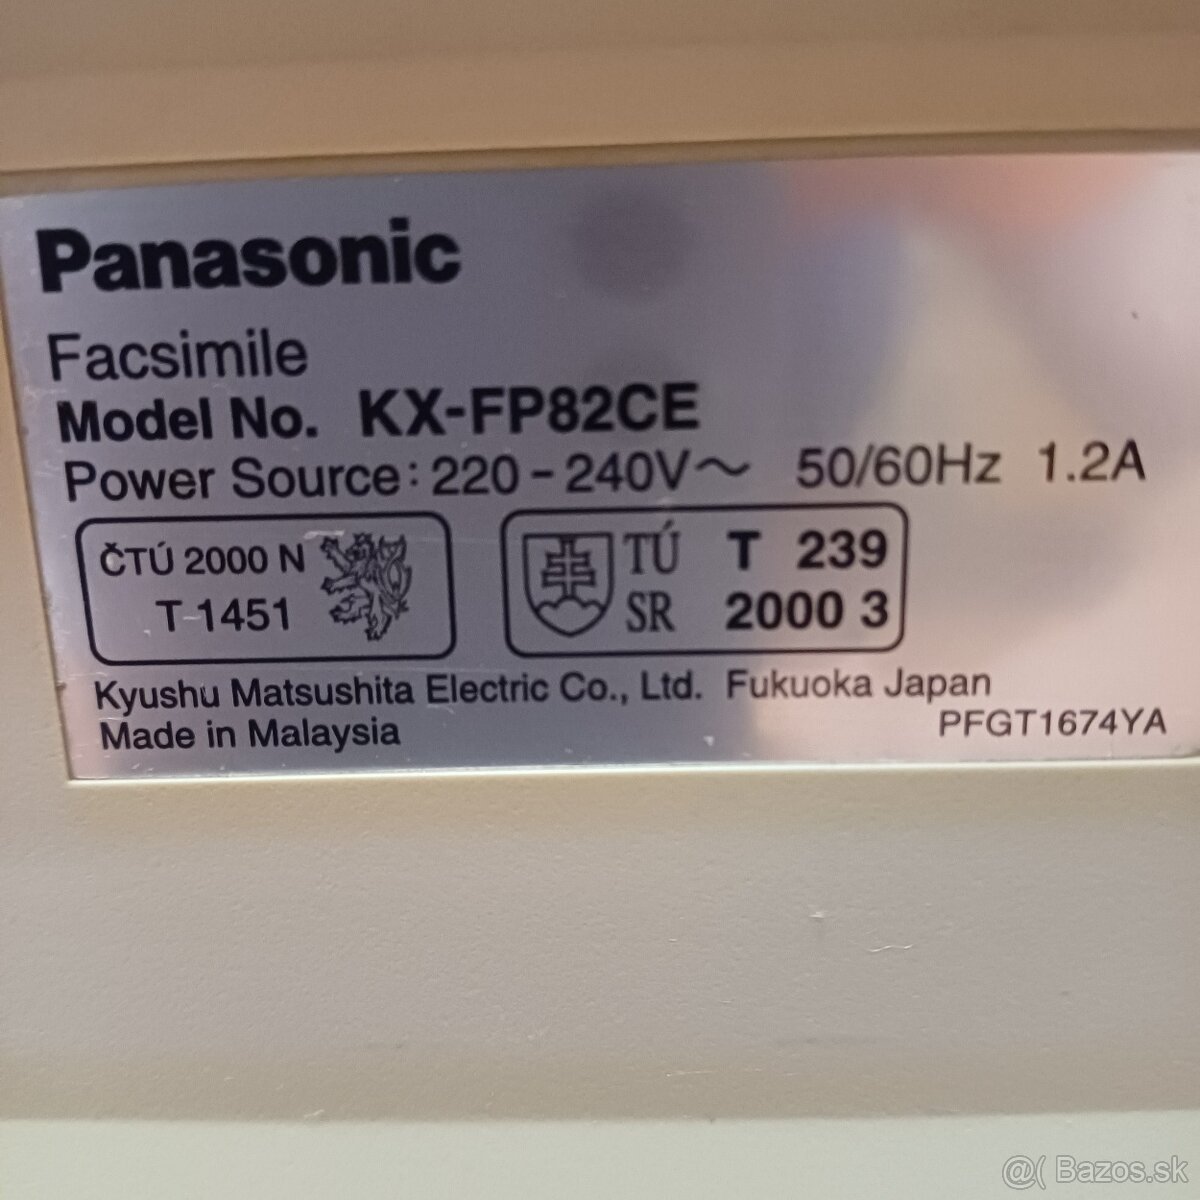 Panasonic
Facsimile
Model No. KX-FP82CE
Power Source: 220-240V~ 50/60Hz 1.2A
ČTÚ 2000 N
T-1451
TÚ T 239
SR 2000 3
Kyushu Matsushita Electric Co., Ltd. Fukuoka Japan
Made in Malaysia
PFGT1674YA
@( Bazos.sk